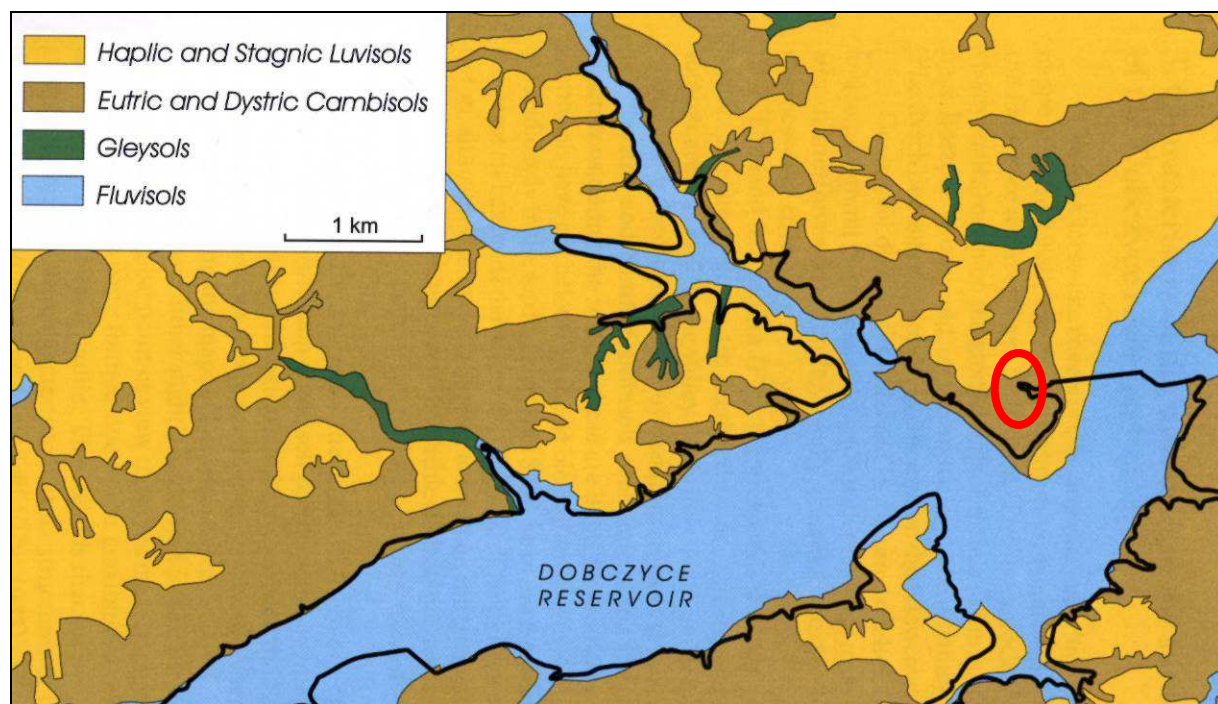 Haplic and Stagnic Luvisols
Eutric and Dystric Cambisols
Gleysols
Fluvisols
1 km
DOBCZYCE
RESERVOIR